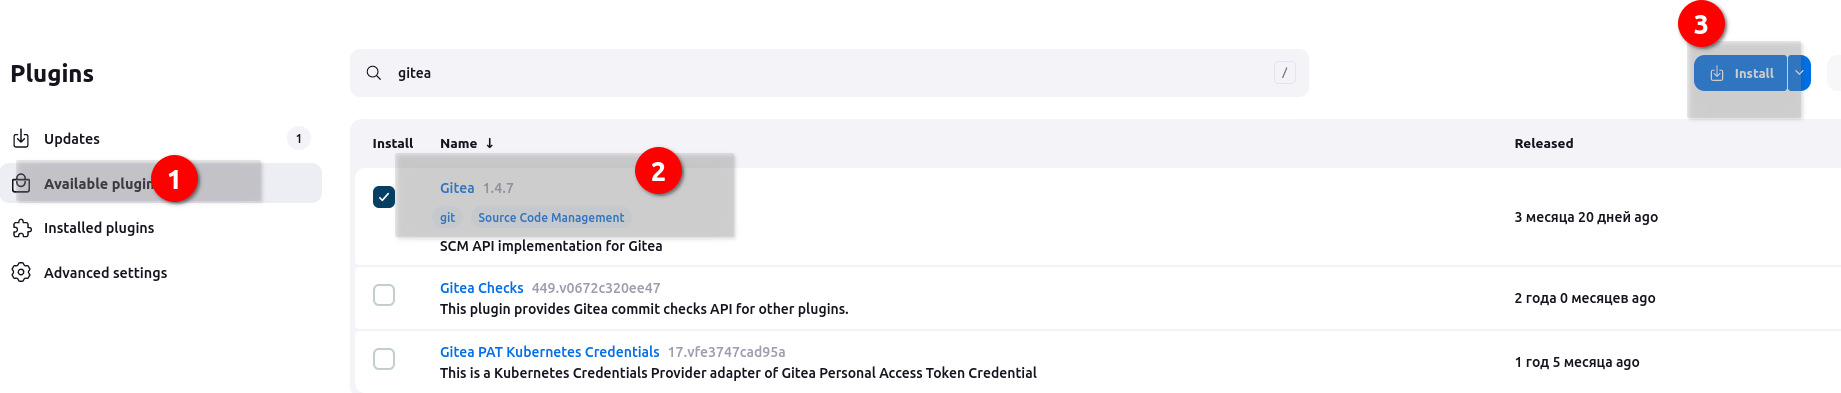 3
Plugins
gitea
/
Install
Updates 1
Install Name ↓ Released
Available plugin
1
2
Gitea 1.4.7
git Source Code Management
3 месяца 20 дней ago
SCM API implementation for Gitea
Installed plugins
Advanced settings
Gitea Checks 449.v0672c320ee47
This plugin provides Gitea commit checks API for other plugins.
2 года 0 месяцев ago
Gitea PAT Kubernetes Credentials 17.vfe3747cad95a
This is a Kubernetes Credentials Provider adapter of Gitea Personal Access Token Credential
1 год 5 месяца ago